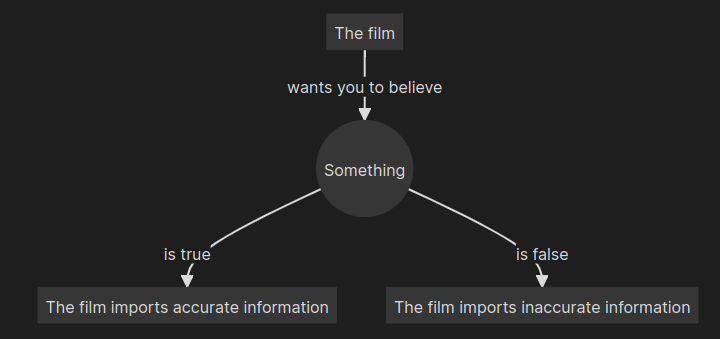 The film
wants you to believe
Something
is true
is false
The film imports accurate information
The film imports inaccurate information